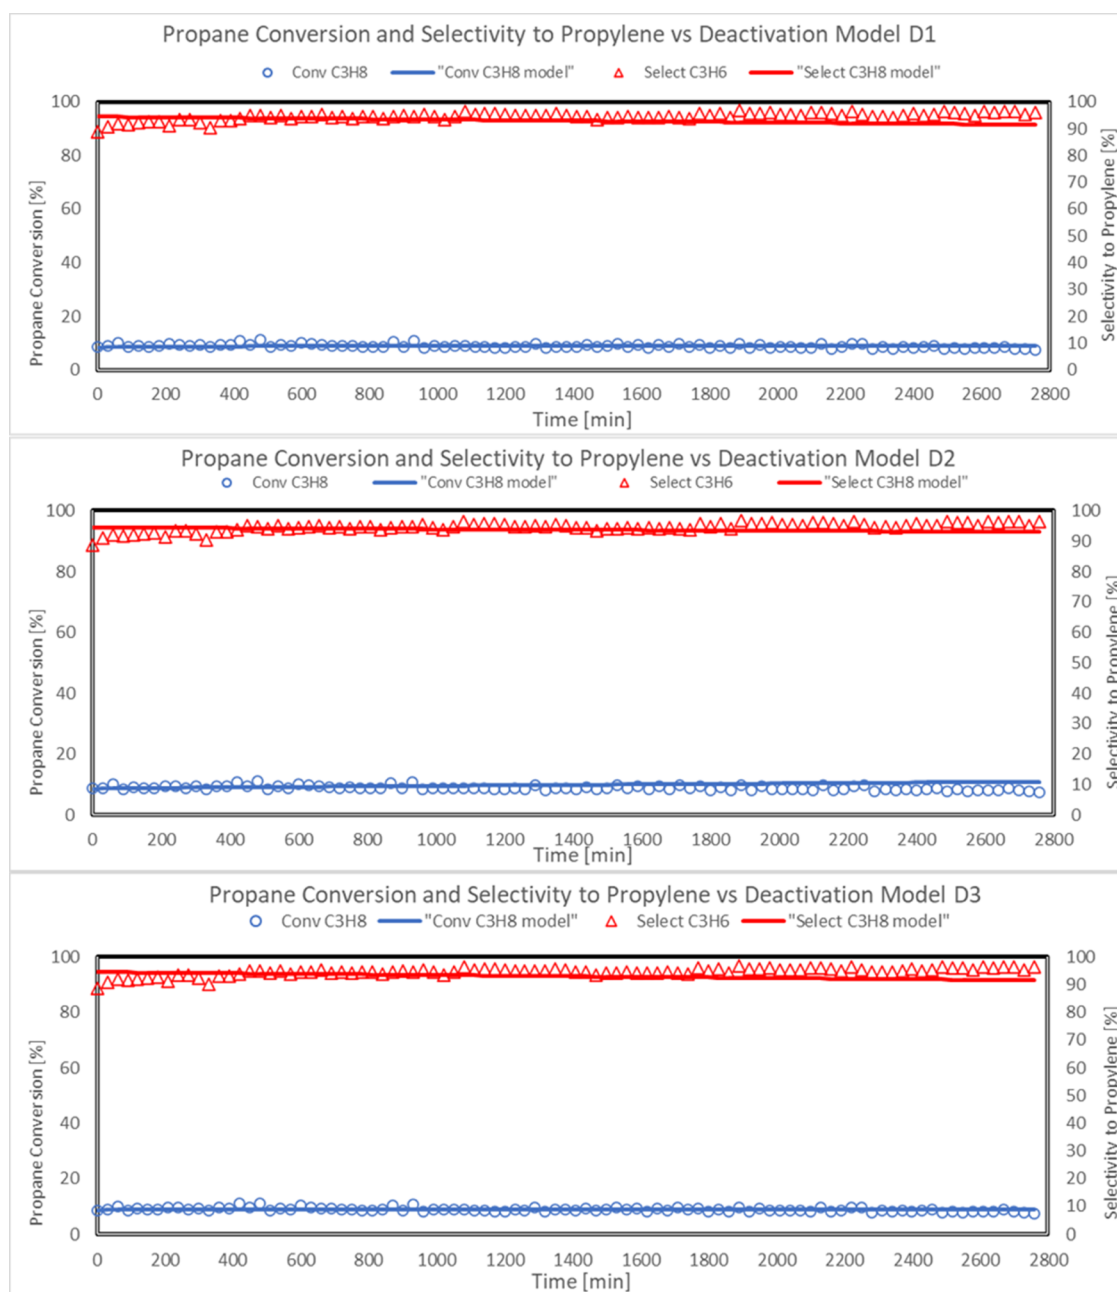 Propane Conversion and Selectivity to Propylene vs Deactivation Model D1
Conv C3H8 "Conv C3H8 model" Select C3H6 "Select C3H8 model"
Propane Conversion [%]
100
80
60
40
20
0
100
90
80
70
60
50
40
30
20
10
0
Selectivity to Propylene [%]
0 200 400 600 800 1000 1200 1400 1600 1800 2000 2200 2400 2600 2800
Time [min]
Propane Conversion and Selectivity to Propylene vs Deactivation Model D2
Conv C3H8 "Conv C3H8 model" Select C3H6 "Select C3H8 model"
Propane Conversion [%]
100
80
60
40
20
0
100
90
80
70
60
50
40
30
20
10
0
Selectivity to Propylene [%]
0 200 400 600 800 1000 1200 1400 1600 1800 2000 2200 2400 2600 2800
Time [min]
Propane Conversion and Selectivity to Propylene vs Deactivation Model D3
Conv C3H8 "Conv C3H8 model" Select C3H6 "Select C3H8 model"
Propane Conversion [%]
100
80
60
40
20
0
100
90
80
70
60
50
40
30
20
10
0
Selectivity to Propylene [%]
0 200 400 600 800 1000 1200 1400 1600 1800 2000 2200 2400 2600 2800
Time [min]